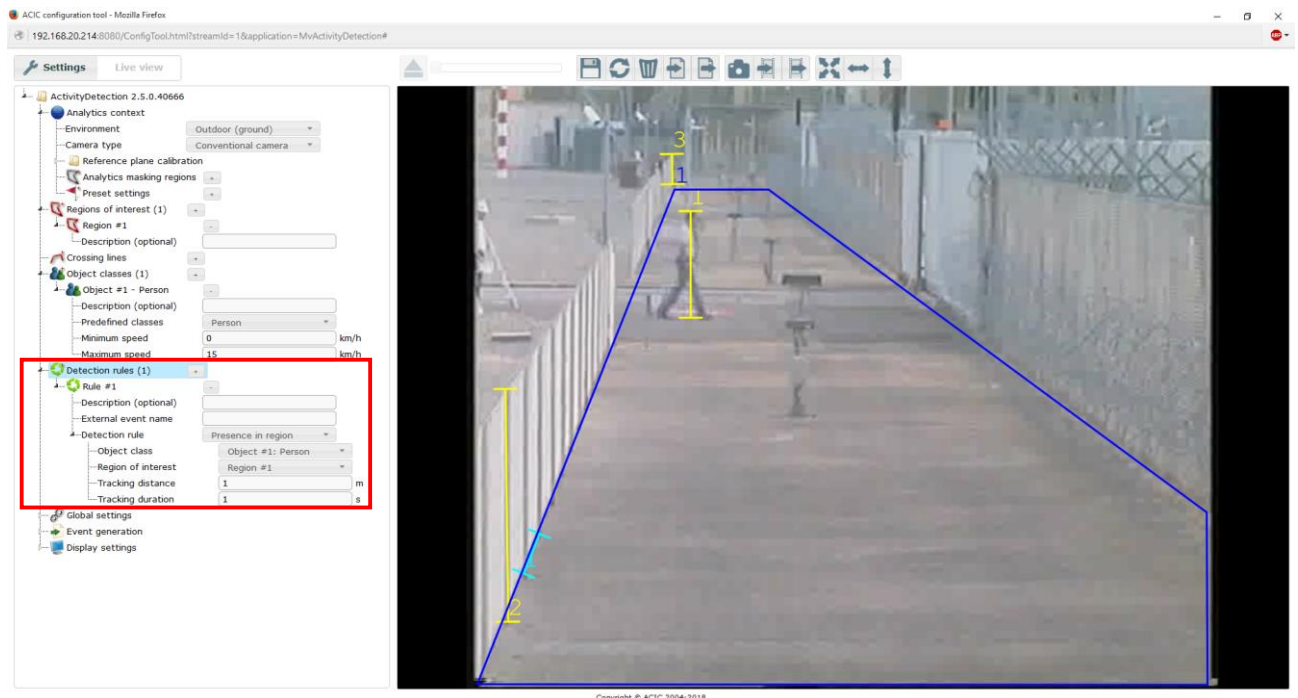 ACIC configuration tool - Mozilla Firefox
192.168.20.214:8080/ConfigTool.html?streamId=1&application=MvActivityDetection#
Settings Live view
ActivityDetection 2.5.0.40666
Analytics context
Environment Outdoor (ground)
Camera type Conventional camera
Reference plane calibration
Analytics masking regions +
Preset settings +
Regions of interest (1) +
Region #1 -
Description (optional)
Crossing lines +
Object classes (1) +
Object #1 - Person -
Description (optional)
Predefined classes Person
Minimum speed 0 km/h
Maximum speed 15 km/h
Detection rules (1) +
Rule #1 -
Description (optional)
External event name
Detection rule Presence in region
Object class Object #1: Person
Region of interest Region #1
Tracking distance 1 m
Tracking duration 1 s
Global settings
Event generation
Display settings
3
1
1
2
Copyright © ACIC 2004-2018